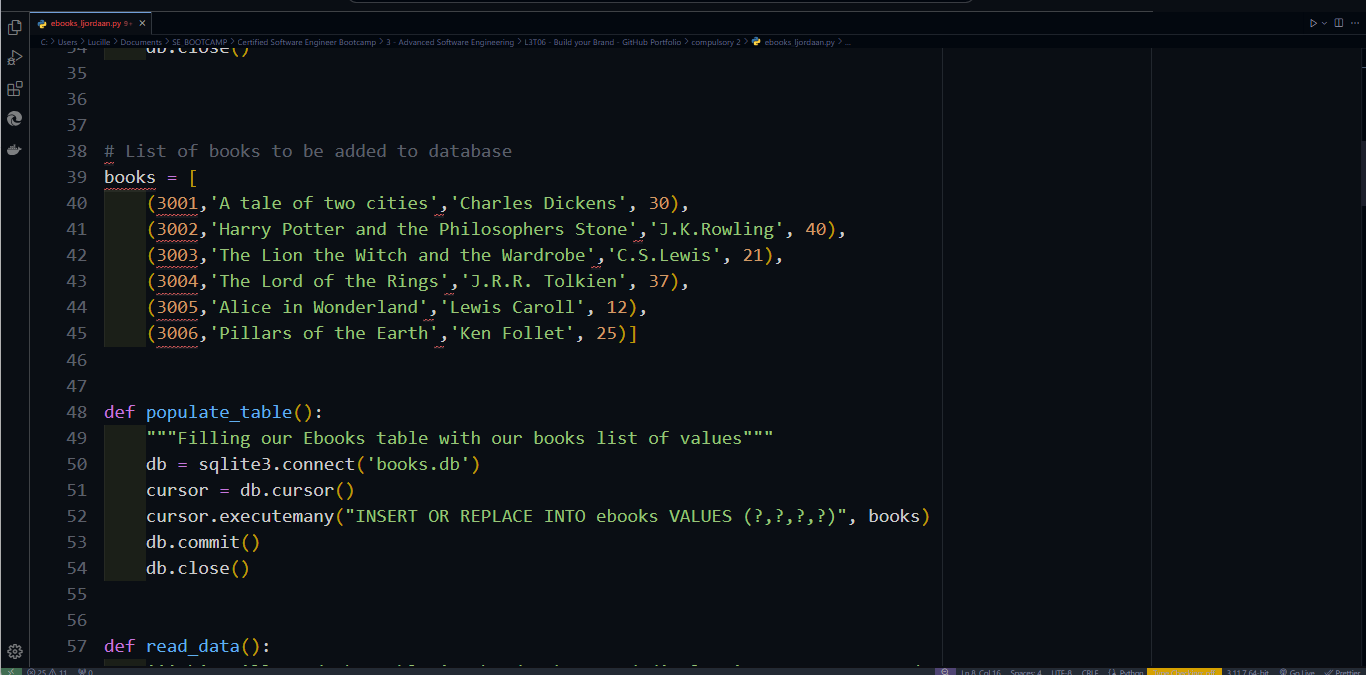 ebooks_ljordaan.py 9+
C: > Users > Lucille > Documents > SE_BOOTCAMP > Certified Software Engineer Bootcamp > 3 - Advanced Software Engineering > L3T06 - Build your Brand - GitHub Portfolio > compulsory 2 > ebooks_ljordaan.py > ...
34 db.close()
35
36
37
38 # List of books to be added to database
39 books = [
40 (3001,'A tale of two cities','Charles Dickens', 30),
41 (3002,'Harry Potter and the Philosophers Stone','J.K.Rowling', 40),
42 (3003,'The Lion the Witch and the Wardrobe','C.S.Lewis', 21),
43 (3004,'The Lord of the Rings','J.R.R. Tolkien', 37),
44 (3005,'Alice in Wonderland','Lewis Caroll', 12),
45 (3006,'Pillars of the Earth','Ken Follet', 25)]
46
47
48 def populate_table():
49 """Filling our Ebooks table with our books list of values"""
50 db = sqlite3.connect('books.db')
51 cursor = db.cursor()
52 cursor.executemany("INSERT OR REPLACE INTO ebooks VALUES (?,?,?,?)", books)
53 db.commit()
54 db.close()
55
56
57 def read_data():
25 11 0 Ln 8, Col 16 Spaces: 4 UTF-8 CRLF Python 3.11.7 64-bit Go Live Prettier